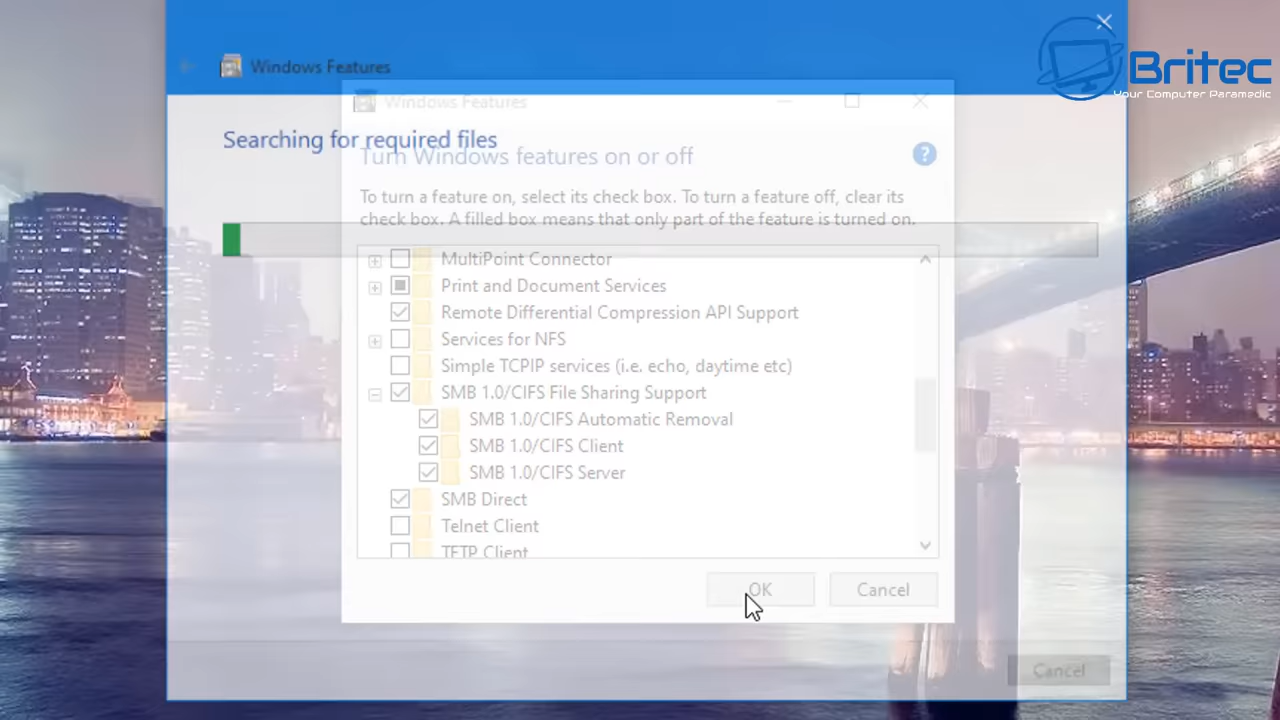 Britec
Your Computer Paramedic
Windows Features
Searching for required files
Windows Features
Turn Windows features on or off
?
To turn a feature on, select its check box. To turn a feature off, clear its
check box. A filled box means that only part of the feature is turned on.
MultiPoint Connector
Print and Document Services
Remote Differential Compression API Support
Services for NFS
Simple TCPIP services (i.e. echo, daytime etc)
SMB 1.0/CIFS File Sharing Support
SMB 1.0/CIFS Automatic Removal
SMB 1.0/CIFS Client
SMB 1.0/CIFS Server
SMB Direct
Telnet Client
TFTP Client
OK
Cancel
Cancel